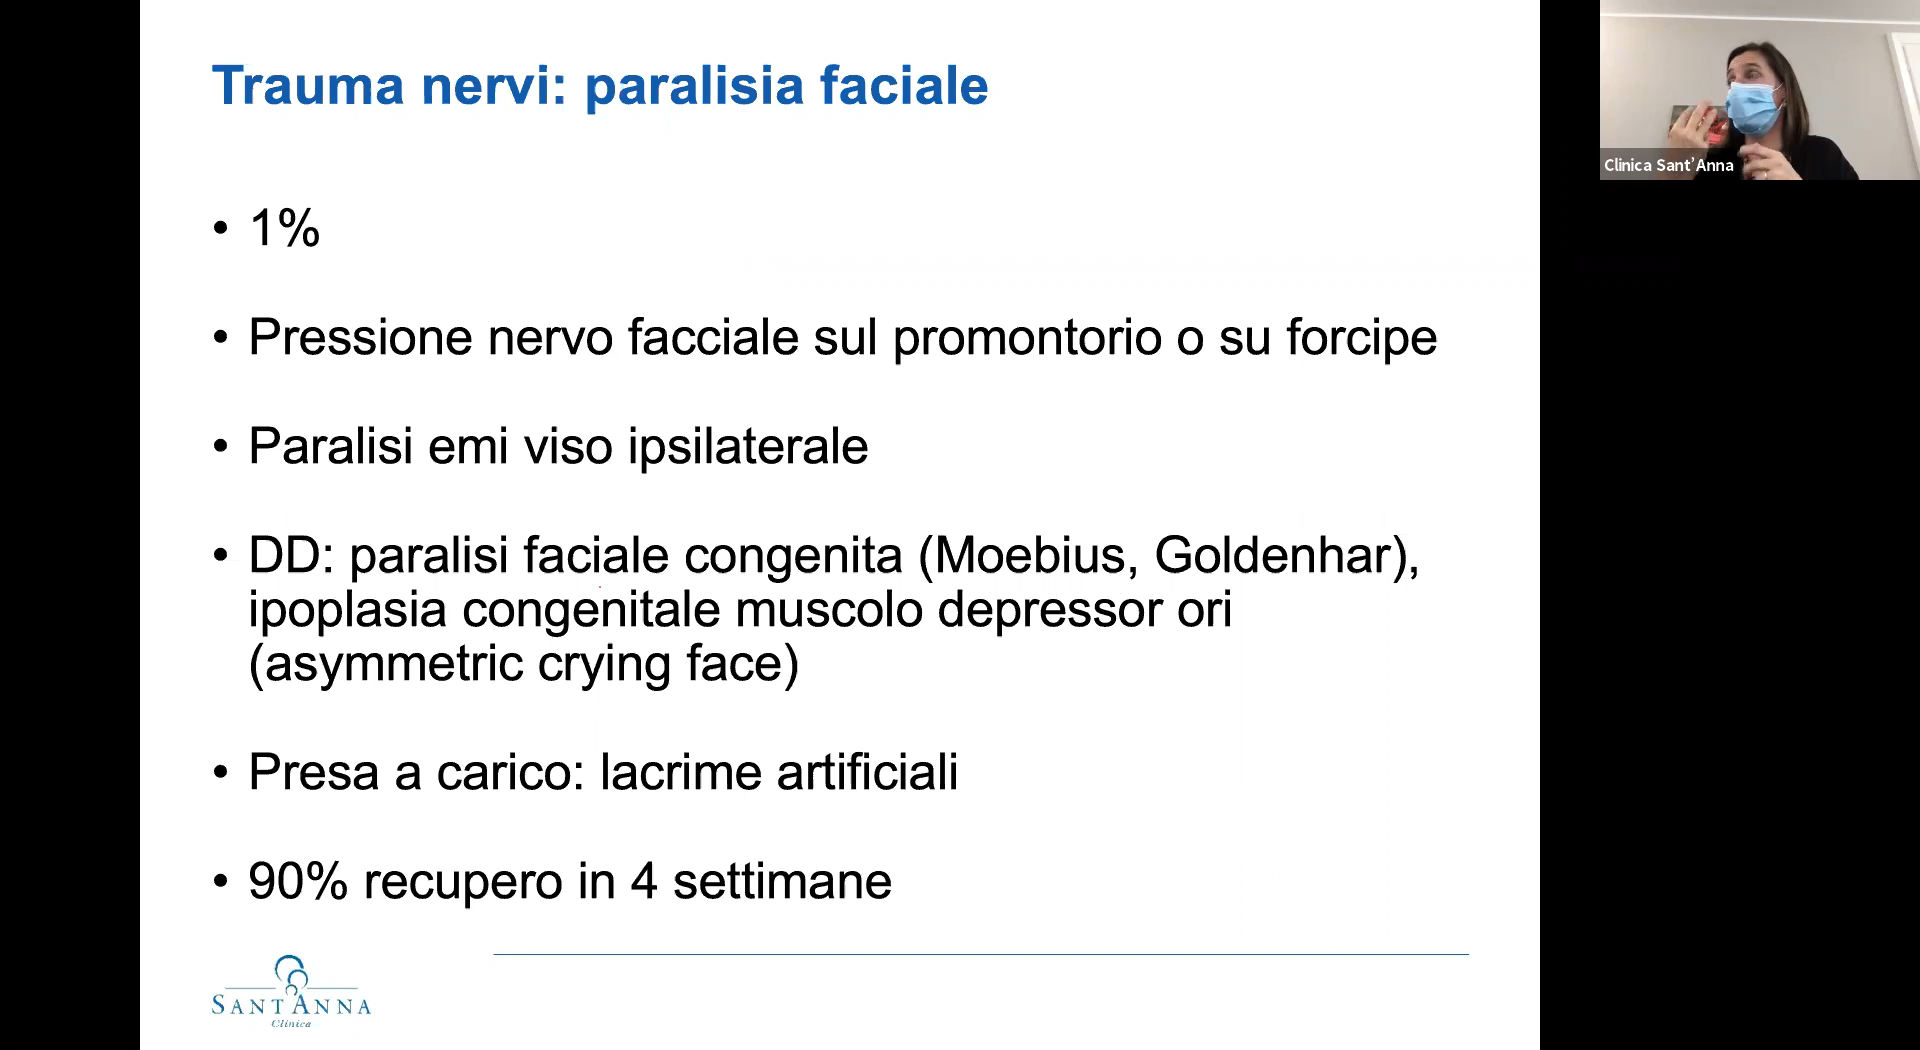 Trauma nervi: paralisia faciale
• 1%
• Pressione nervo facciale sul promontorio o su forcipe
• Paralisi emi viso ipsilaterale
• DD: paralisi faciale congenita (Moebius, Goldenhar),
ipoplasia congenitale muscolo depressor ori
(asymmetric crying face)
• Presa a carico: lacrime artificiali
• 90% recupero in 4 settimane
SANT'ANNA
Clinica
Clinica Sant'Anna